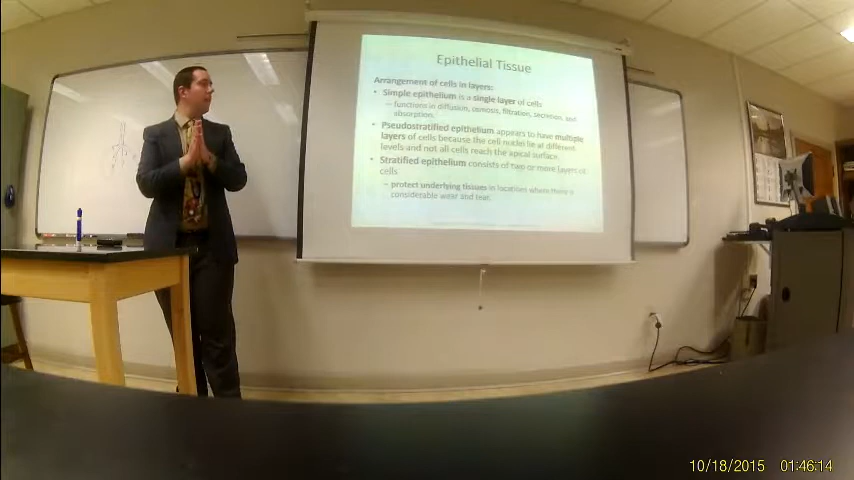 Epithelial Tissue
Arrangement of cells in layers:
• Simple epithelium is a single layer of cells
– functions in diffusion, osmosis, filtration, secretion, and
absorption.
• Pseudostratified epithelium appears to have multiple
layers of cells because the cell nuclei lie at different
levels and not all cells reach the apical surface.
• Stratified epithelium consists of two or more layers of
cells
– protect underlying tissues in locations where there is
considerable wear and tear.
10/18/2015 01:46:14